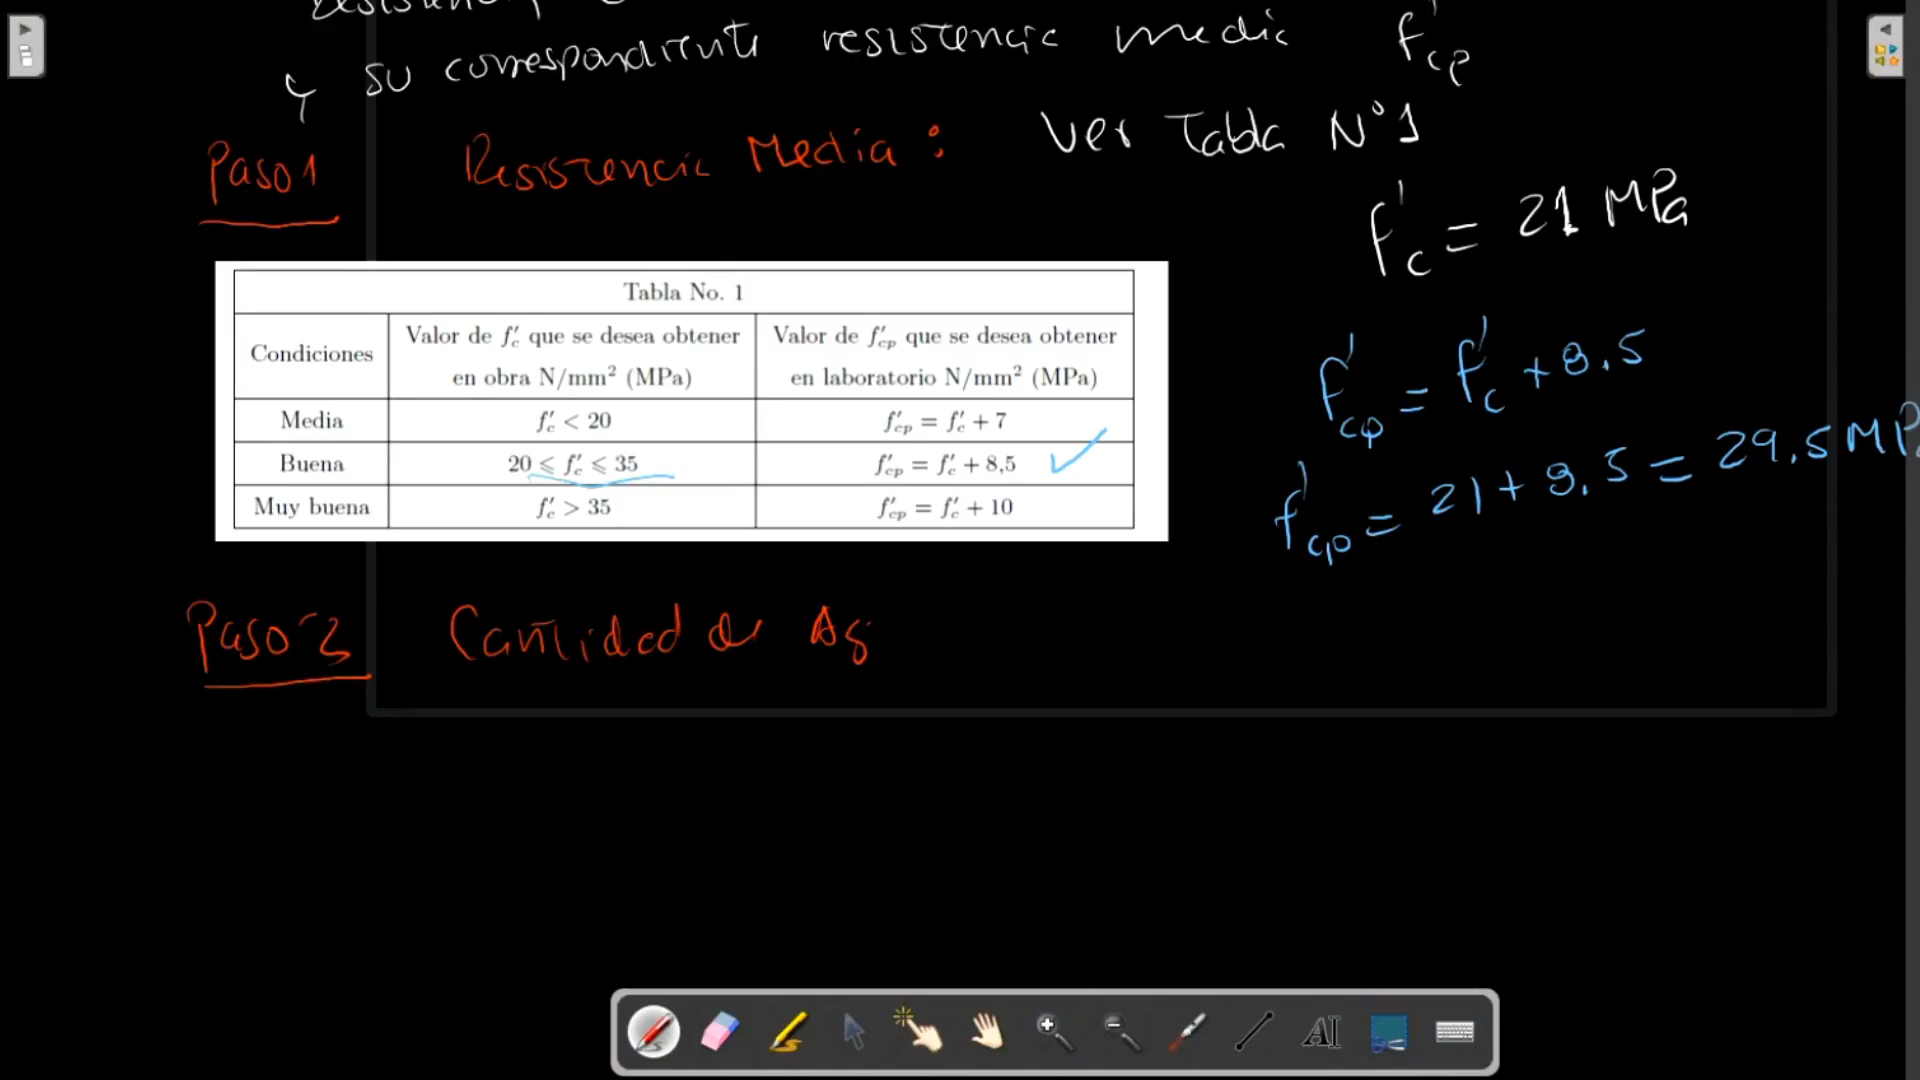 y su correspondiente resistencia media f'cp
Paso 1 Resistencia Media : Ver Tabla N° 1
f'c = 21 MPa
Tabla No. 1
Condiciones
Valor de f'c que se desea obtener
en obra N/mm² (MPa)
Valor de f'cp que se desea obtener
en laboratorio N/mm² (MPa)
Media f'c < 20 f'cp = f'c + 7
Buena 20 ⩽ f'c ⩽ 35 f'cp = f'c + 8,5
Muy buena f'c > 35 f'cp = f'c + 10
f'cp = f'c + 8.5
f'cp = 21 + 8.5 = 29.5 MPa
Paso 2 Cantidad de Ag
AI